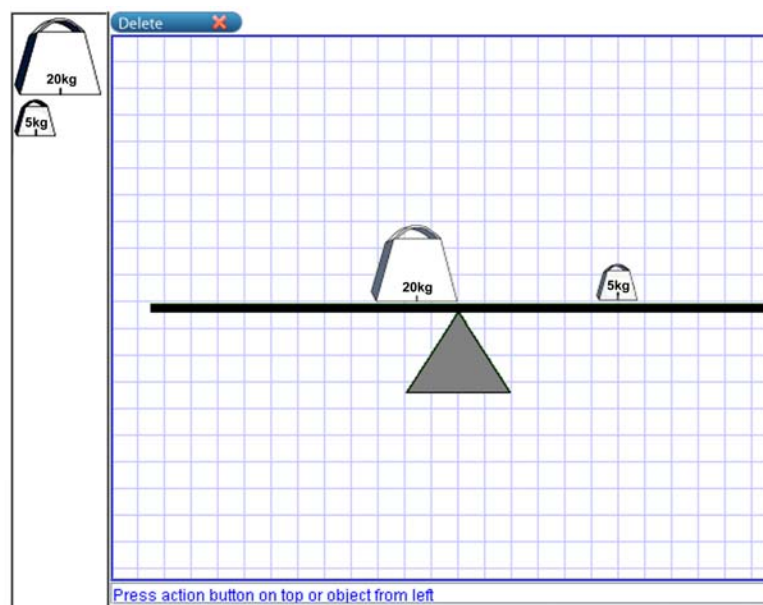 Delete
20kg
5kg
20kg
5kg
Press action button on top or object from left